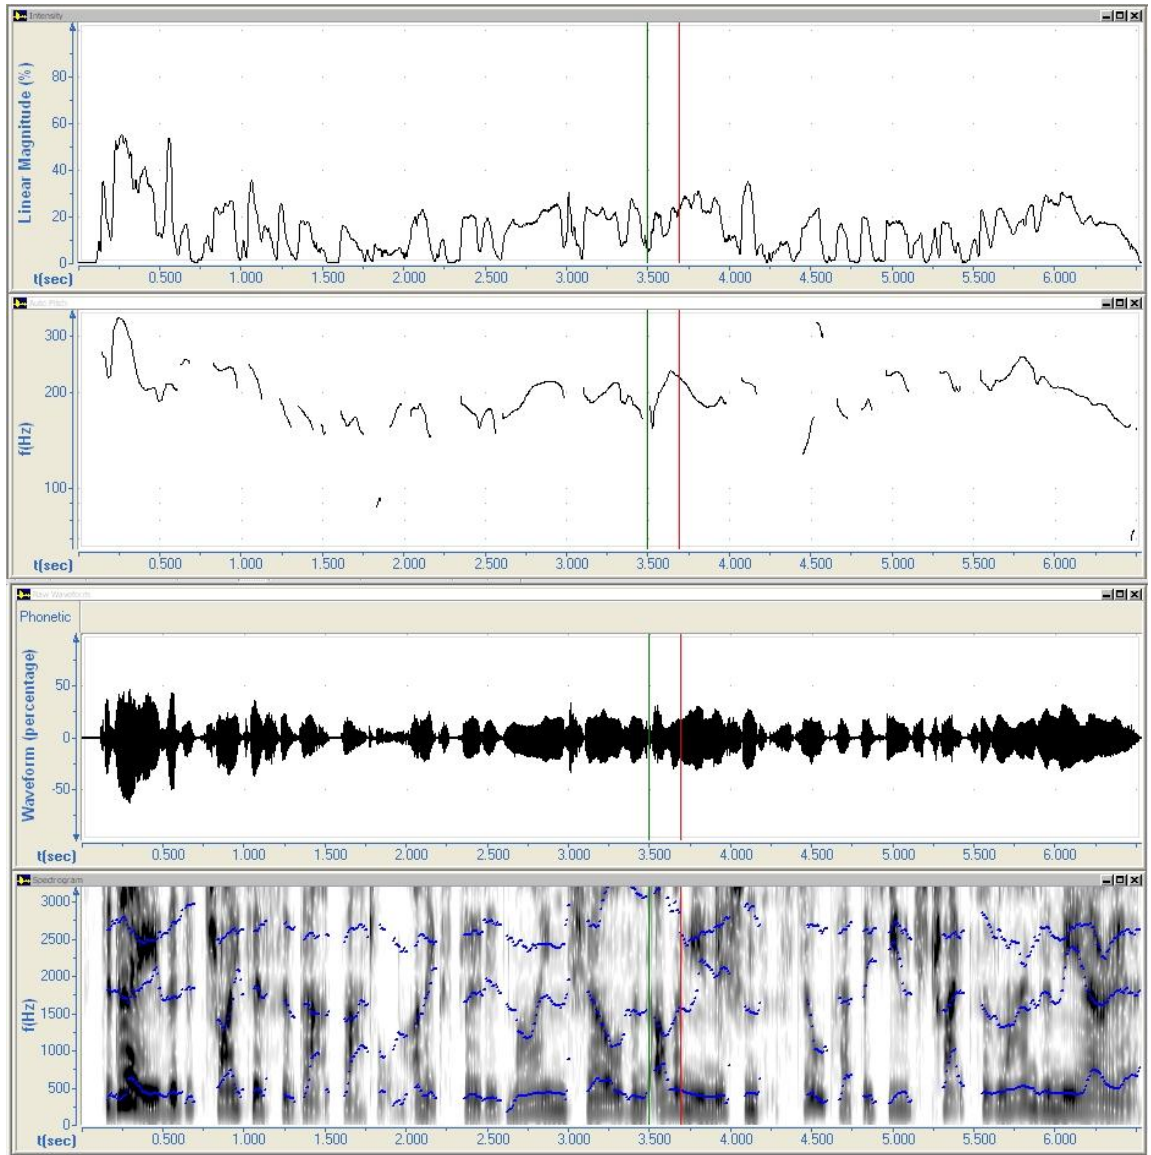 Intensity
Linear Magnitude (%)
80
60
40
20
0
t(sec)
0.500 1.000 1.500 2.000 2.500 3.000 3.500 4.000 4.500 5.000 5.500 6.000
Auto Pitch
f(Hz)
300
200
100
t(sec)
0.500 1.000 1.500 2.000 2.500 3.000 3.500 4.000 4.500 5.000 5.500 6.000
Raw Waveform
Phonetic
Waveform (percentage)
50
0
-50
t(sec)
0.500 1.000 1.500 2.000 2.500 3.000 3.500 4.000 4.500 5.000 5.500 6.000
Spectrogram
f(Hz)
3000
2500
2000
1500
1000
500
0
t(sec)
0.500 1.000 1.500 2.000 2.500 3.000 3.500 4.000 4.500 5.000 5.500 6.000